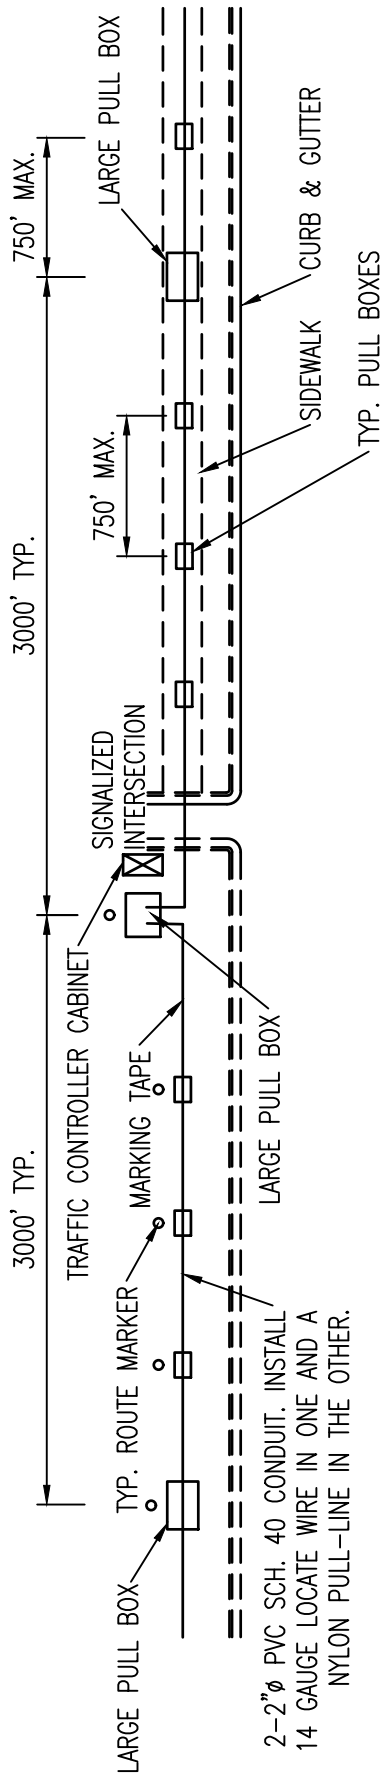 3000' TYP.
3000' TYP.
750' MAX.
LARGE PULL BOX
TYP. ROUTE MARKER
TRAFFIC CONTROLLER CABINET
MARKING TAPE
SIGNALIZED
INTERSECTION
750' MAX.
LARGE PULL BOX
2-2"ø PVC SCH. 40 CONDUIT. INSTALL
14 GAUGE LOCATE WIRE IN ONE AND A
NYLON PULL-LINE IN THE OTHER.
LARGE PULL BOX
SIDEWALK
CURB & GUTTER
TYP. PULL BOXES